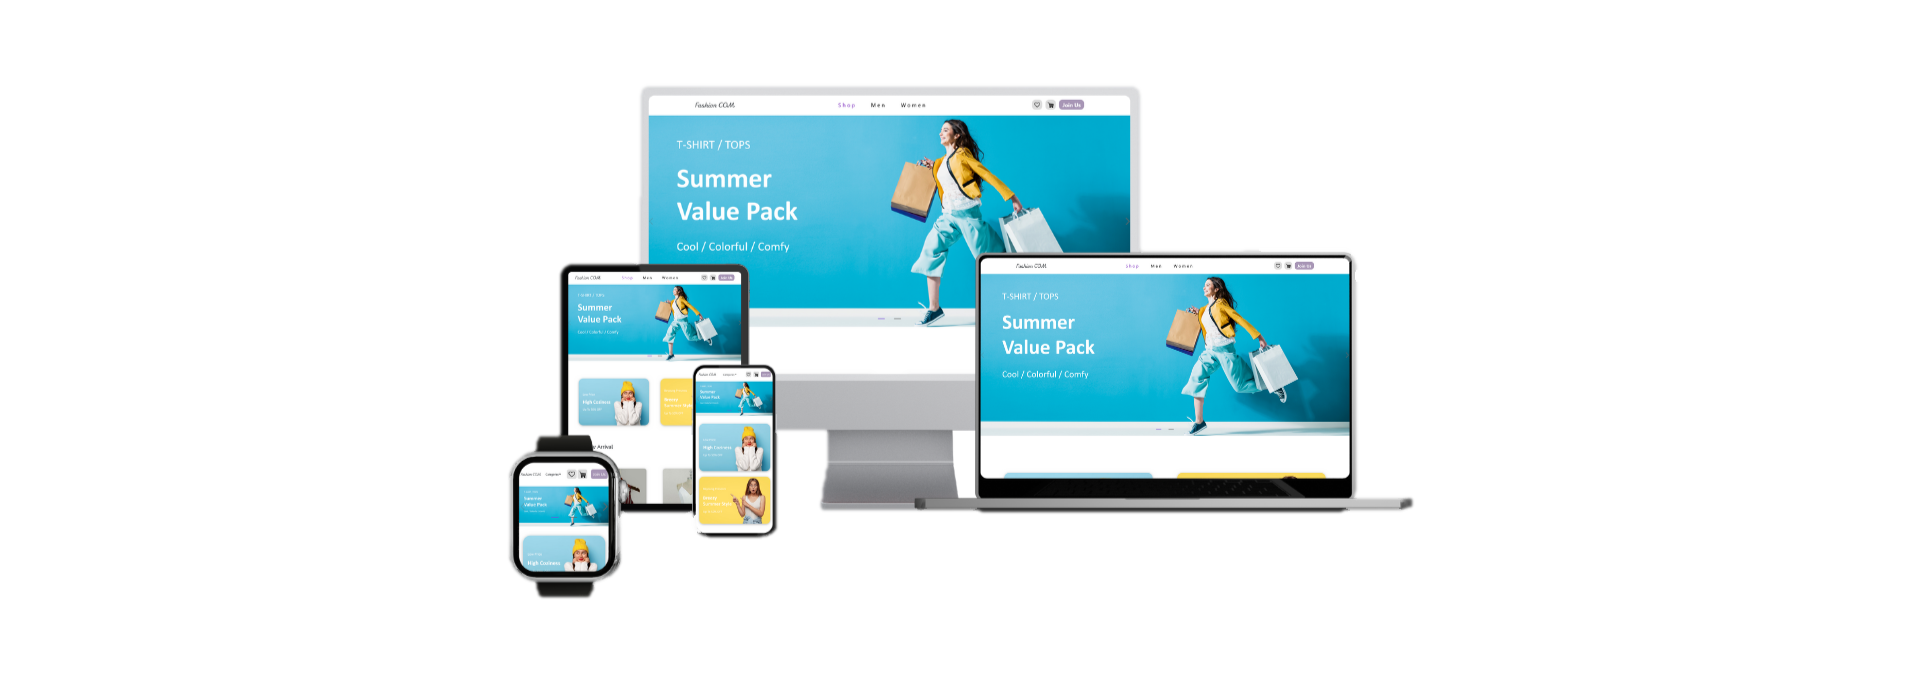 Fashion COM.
Shop Men Women
Join Us
T-SHIRT / TOPS
Summer
Value Pack
Cool / Colorful / Comfy
Fashion COM.
Shop Men Women
Join Us
T-SHIRT / TOPS
Summer
Value Pack
Cool / Colorful / Comfy
Fashion COM.
Shop Men Women
Join Us
T-SHIRT / TOPS
Summer
Value Pack
Cool / Colorful / Comfy
High Coziness
Arrival
Fashion COM.
Summer
Value Pack
High Coziness
Summer
Fashion COM.
Join Us
Summer
Value Pack
High Coziness